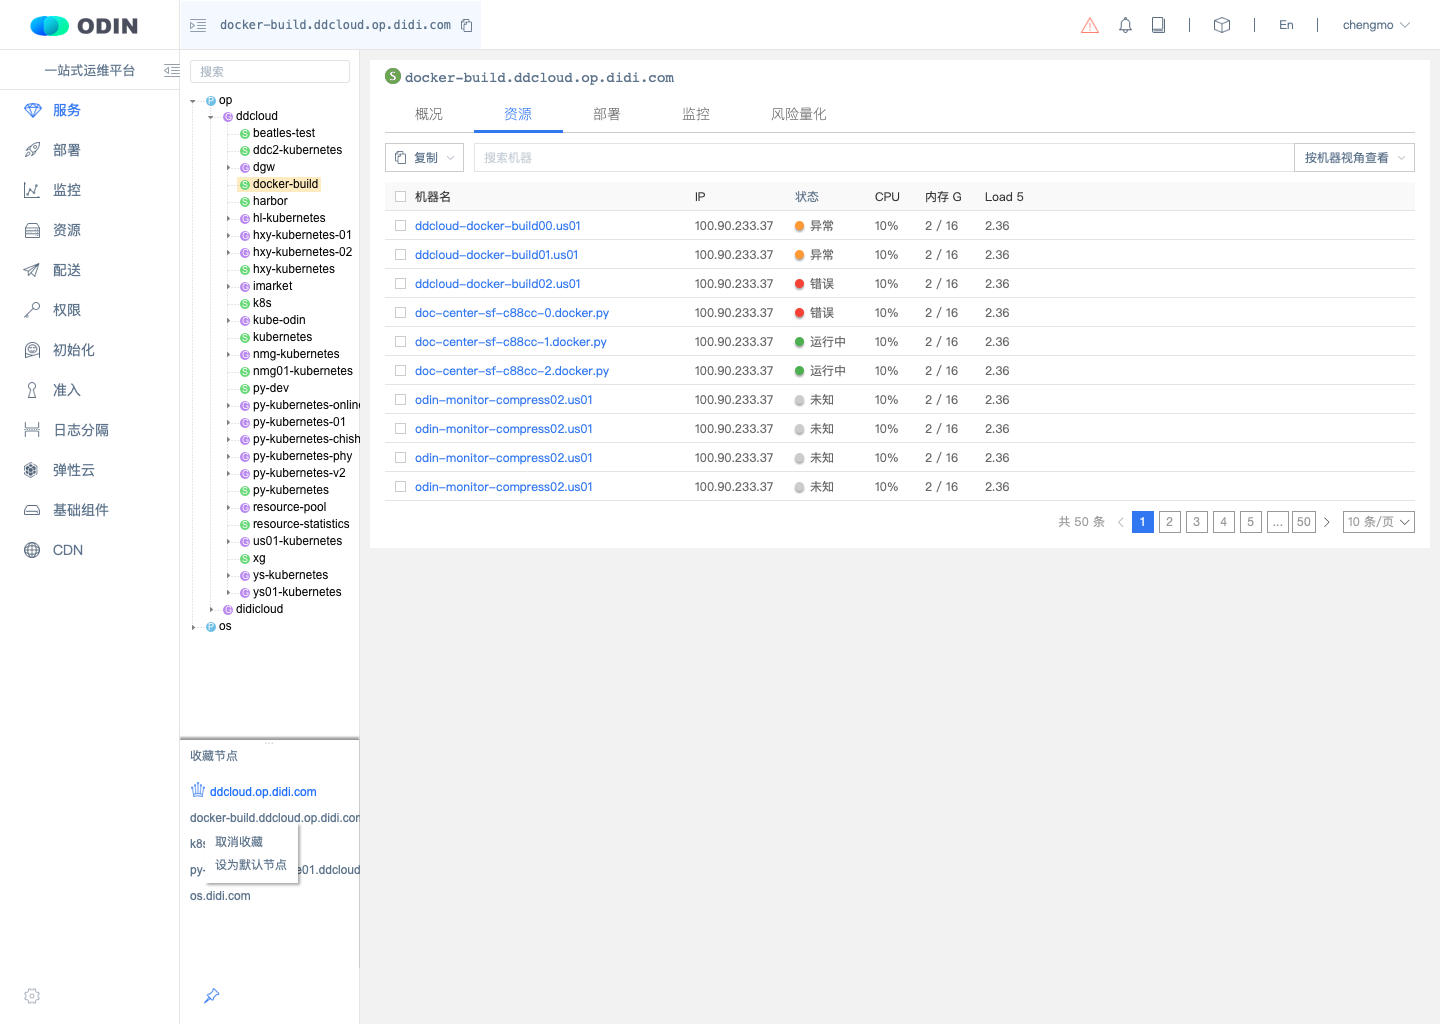 ODIN
docker-build.ddcloud.op.didi.com
En
chengmo
一站式运维平台
服务
部署
监控
资源
配送
权限
初始化
准入
日志分隔
弹性云
基础组件
CDN
搜索
P op
G ddcloud
S beatles-test
S ddc2-kubernetes
G dgw
S docker-build
S harbor
G hl-kubernetes
G hxy-kubernetes-01
G hxy-kubernetes-02
S hxy-kubernetes
G imarket
S k8s
G kube-odin
S kubernetes
G nmg-kubernetes
S nmg01-kubernetes
S py-dev
G py-kubernetes-online
G py-kubernetes-01
G py-kubernetes-chish
G py-kubernetes-phy
G py-kubernetes-v2
S py-kubernetes
G resource-pool
S resource-statistics
G us01-kubernetes
S xg
G ys-kubernetes
G ys01-kubernetes
G didicloud
P os
...
收藏节点
ddcloud.op.didi.com
docker-build.ddcloud.op.didi.com
k8s
取消收藏
设为默认节点
py- e01.ddcloud
os.didi.com
S docker-build.ddcloud.op.didi.com
概况 资源 部署 监控 风险量化
复制 搜索机器 按机器视角查看
机器名 IP 状态 CPU 内存 G Load 5
ddcloud-docker-build00.us01 100.90.233.37 异常 10% 2 / 16 2.36
ddcloud-docker-build01.us01 100.90.233.37 异常 10% 2 / 16 2.36
ddcloud-docker-build02.us01 100.90.233.37 错误 10% 2 / 16 2.36
doc-center-sf-c88cc-0.docker.py 100.90.233.37 错误 10% 2 / 16 2.36
doc-center-sf-c88cc-1.docker.py 100.90.233.37 运行中 10% 2 / 16 2.36
doc-center-sf-c88cc-2.docker.py 100.90.233.37 运行中 10% 2 / 16 2.36
odin-monitor-compress02.us01 100.90.233.37 未知 10% 2 / 16 2.36
odin-monitor-compress02.us01 100.90.233.37 未知 10% 2 / 16 2.36
odin-monitor-compress02.us01 100.90.233.37 未知 10% 2 / 16 2.36
odin-monitor-compress02.us01 100.90.233.37 未知 10% 2 / 16 2.36
共 50 条 1 2 3 4 5 ... 50 10 条/页